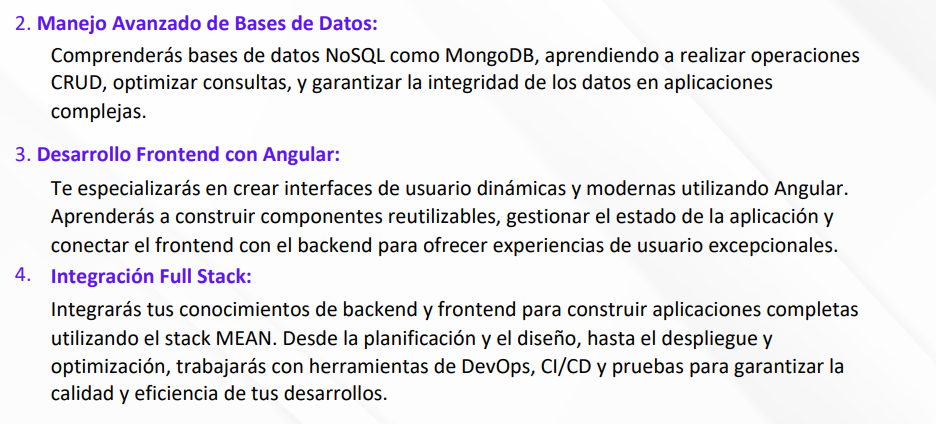 2. Manejo Avanzado de Bases de Datos:
Comprenderás bases de datos NoSQL como MongoDB, aprendiendo a realizar operaciones
CRUD, optimizar consultas, y garantizar la integridad de los datos en aplicaciones
complejas.
3. Desarrollo Frontend con Angular:
Te especializarás en crear interfaces de usuario dinámicas y modernas utilizando Angular.
Aprenderás a construir componentes reutilizables, gestionar el estado de la aplicación y
conectar el frontend con el backend para ofrecer experiencias de usuario excepcionales.
4. Integración Full Stack:
Integrarás tus conocimientos de backend y frontend para construir aplicaciones completas
utilizando el stack MEAN. Desde la planificación y el diseño, hasta el despliegue y
optimización, trabajarás con herramientas de DevOps, CI/CD y pruebas para garantizar la
calidad y eficiencia de tus desarrollos.